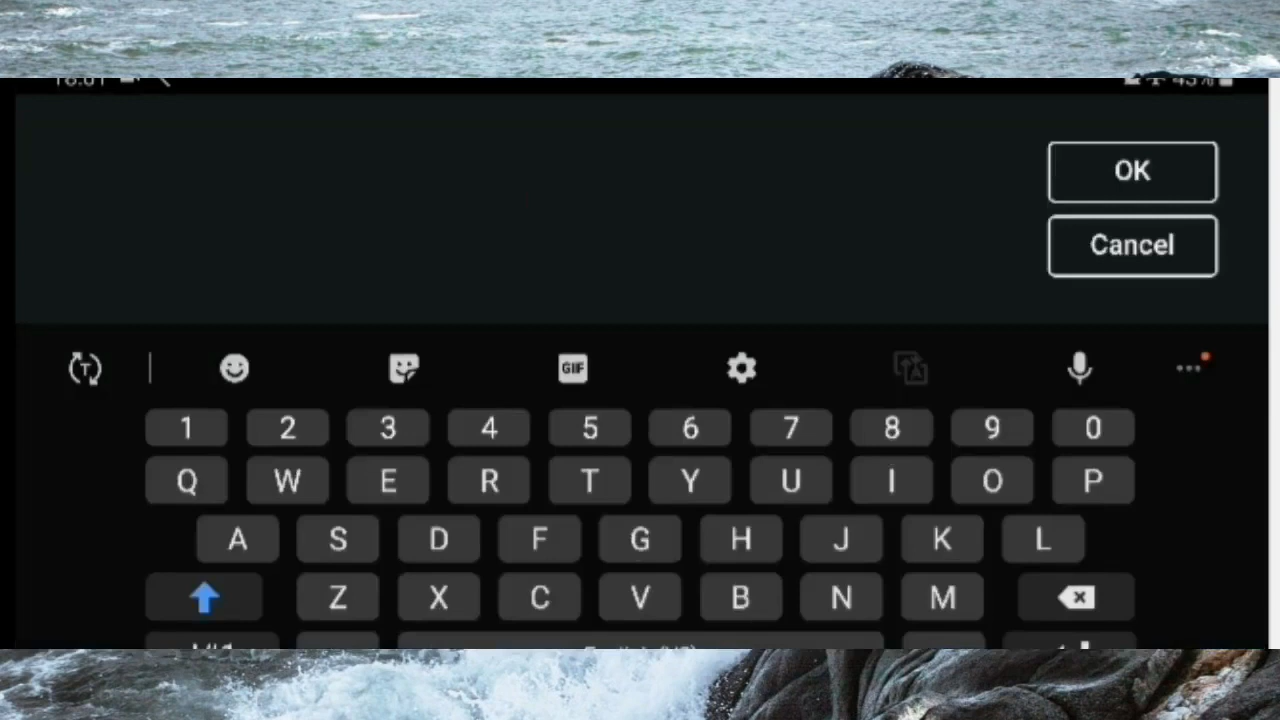 OK
Cancel
T
GIF
A
1 2 3 4 5 6 7 8 9 0
Q W E R T Y U I O P
A S D F G H J K L
Z X C V B N M